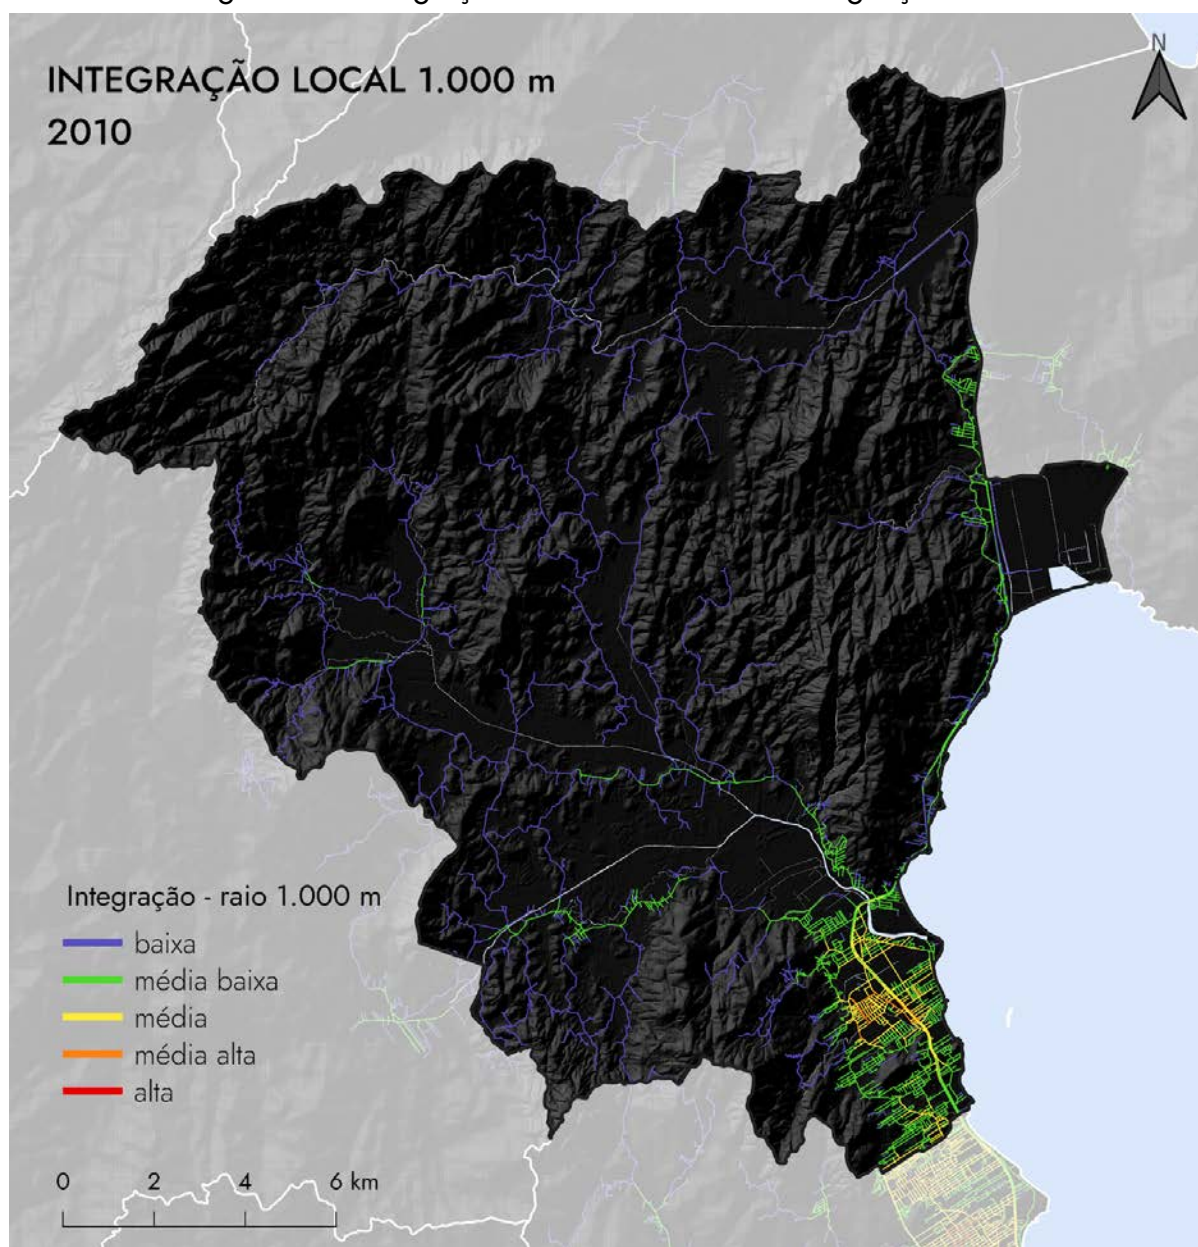 INTEGRAÇÃO LOCAL 1.000 m
2010
N
Integração - raio 1.000 m
baixa
média baixa
média
média alta
alta
0 2 4 6 km